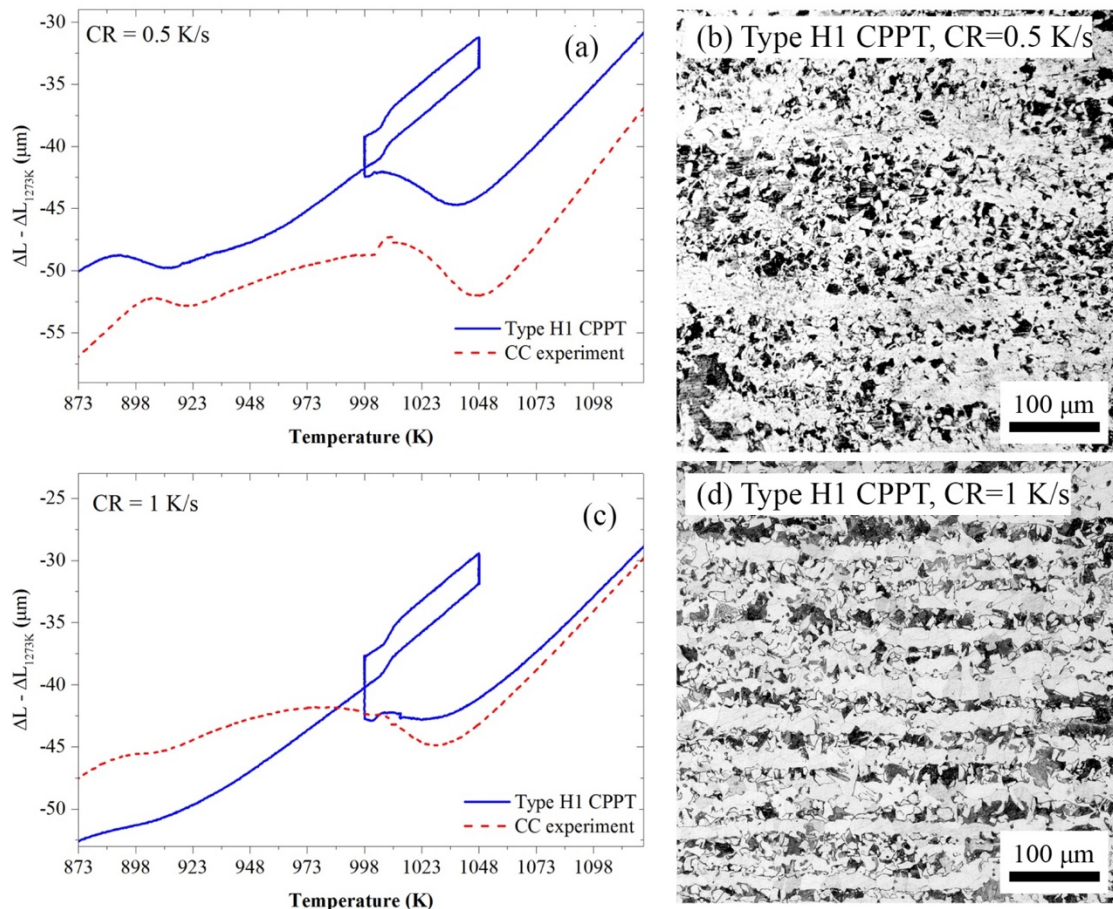 CR = 0.5 K/s
(a)
-30
-35
-40
-45
-50
-55
ΔL - ΔL1273K (μm)
Type H1 CPPT
CC experiment
873 898 923 948 973 998 1023 1048 1073 1098
Temperature (K)
(b) Type H1 CPPT, CR=0.5 K/s
100 μm
CR = 1 K/s
(c)
-25
-30
-35
-40
-45
-50
ΔL - ΔL1273K (μm)
Type H1 CPPT
CC experiment
873 898 923 948 973 998 1023 1048 1073 1098
Temperature (K)
(d) Type H1 CPPT, CR=1 K/s
100 μm